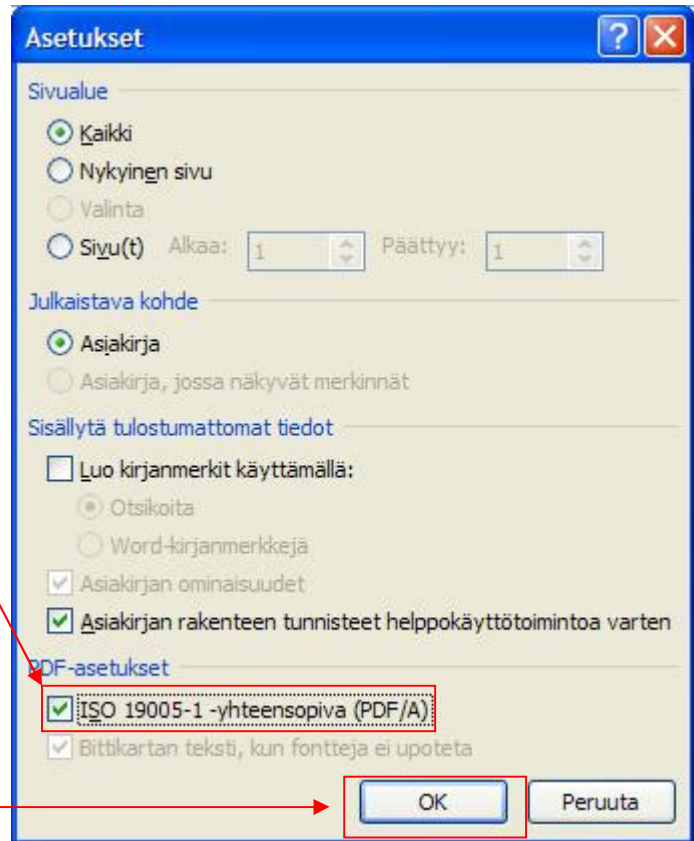 Asetukset
Sivualue
Kaikki
Nykyinen sivu
Valinta
Sivu(t) Alkaa: 1 Päättyy: 1
Julkaistava kohde
Asiakirja
Asiakirja, jossa näkyvät merkinnät
Sisällytä tulostumattomat tiedot
Luo kirjanmerkit käyttämällä:
Otsikoita
Word-kirjanmerkkejä
Asiakirjan ominaisuudet
Asiakirjan rakenteen tunnisteet helppokäyttötoimintoa varten
PDF-asetukset
ISO 19005-1 -yhteensopiva (PDF/A)
Bittikartan teksti, kun fontteja ei upoteta
OK Peruuta